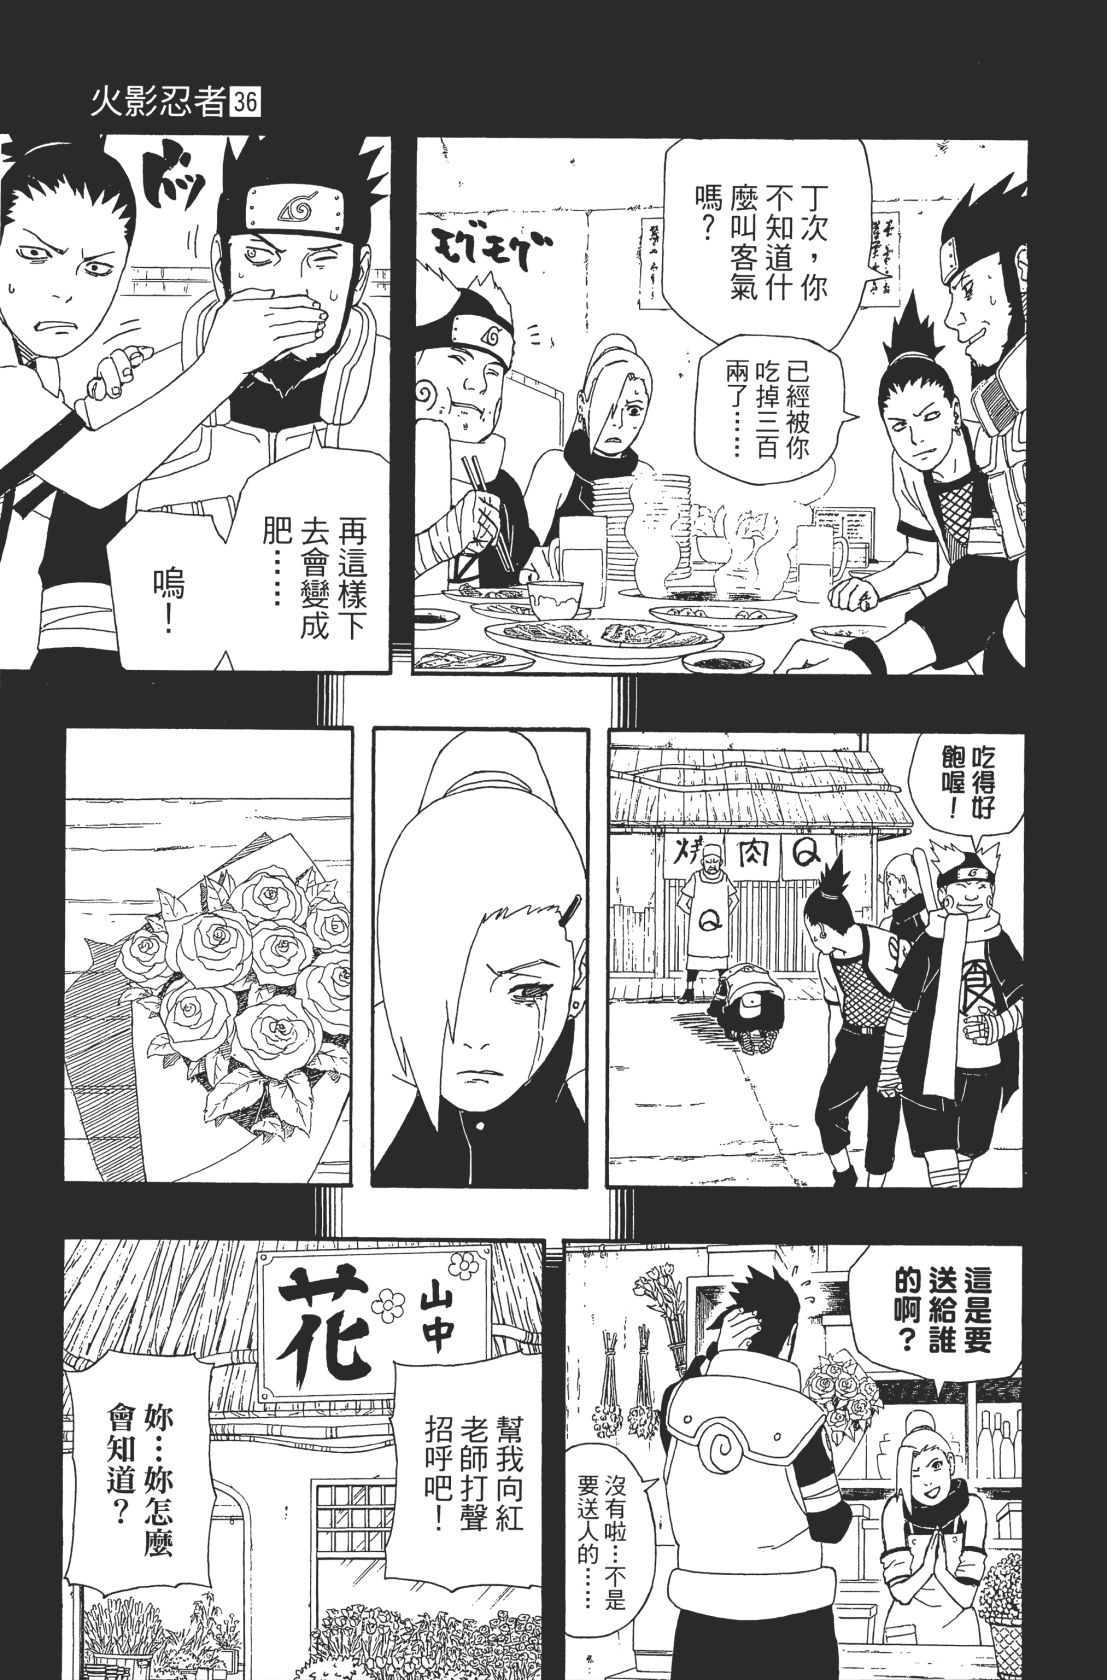 火影忍者36
丁次，你
不知道什
麼叫客氣
嗎？
已經被你
吃掉三百
兩了……
モグモグ
ドッ
再這樣下
去會變成
肥……
嗚！
吃得好
飽喔！
燒肉Q
Q
食
這是要
送給誰
的啊？
沒有啦…不是
要送人的……
山中
花
幫我向紅
老師打聲
招呼吧！
妳…妳怎麼
會知道？